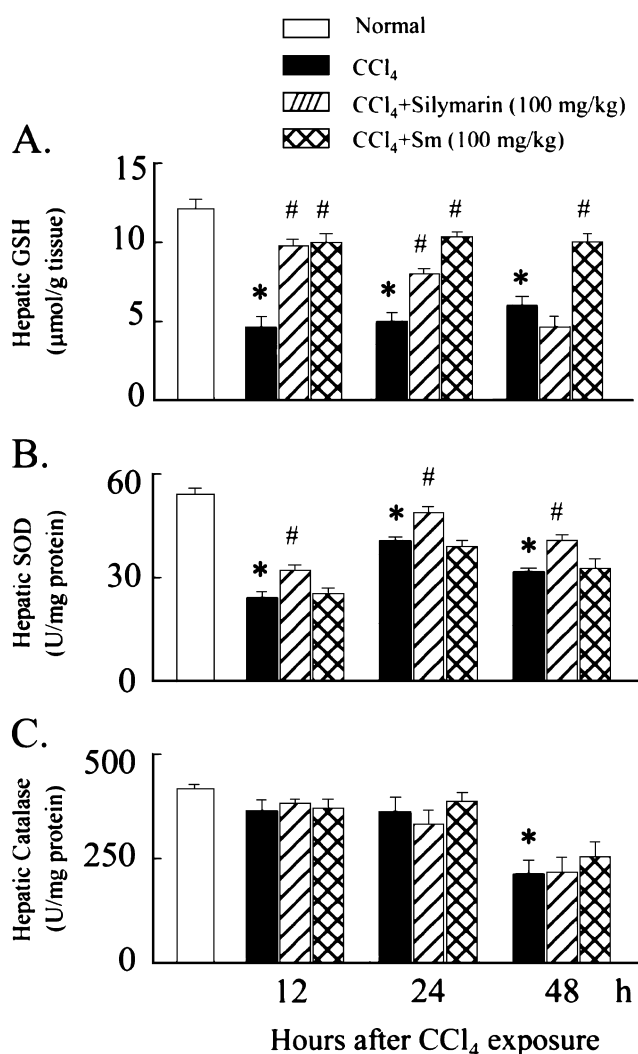 Normal
CCl₄
CCl₄+Silymarin (100 mg/kg)
CCl₄+Sm (100 mg/kg)
A.
Hepatic GSH
(μmol/g tissue)
15
10
5
0
* # # * # # * #
B.
Hepatic SOD
(U/mg protein)
60
30
0
* # * # * #
C.
Hepatic Catalase
(U/mg protein)
500
250
0
*
12 24 48 h
Hours after CCl₄ exposure